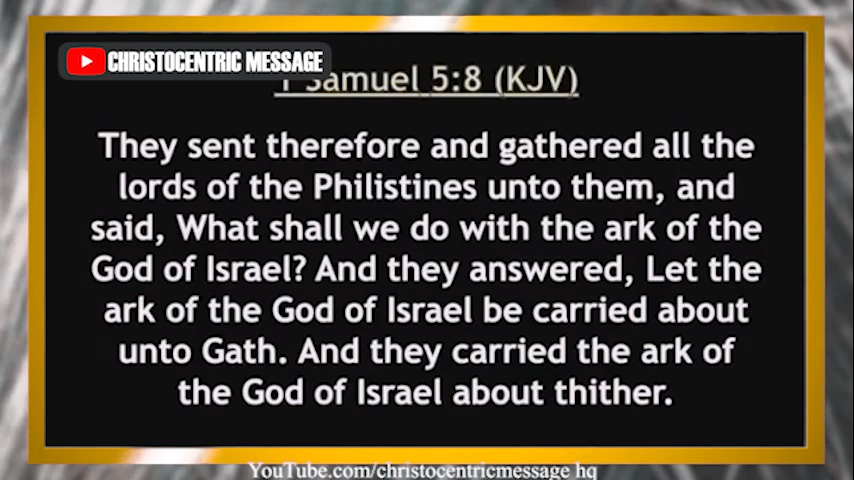 CHRISTOCENTRIC MESSAGE
1 Samuel 5:8 (KJV)
They sent therefore and gathered all the
lords of the Philistines unto them, and
said, What shall we do with the ark of the
God of Israel? And they answered, Let the
ark of the God of Israel be carried about
unto Gath. And they carried the ark of
the God of Israel about thither.
YouTube.com/christocentricmessage hq